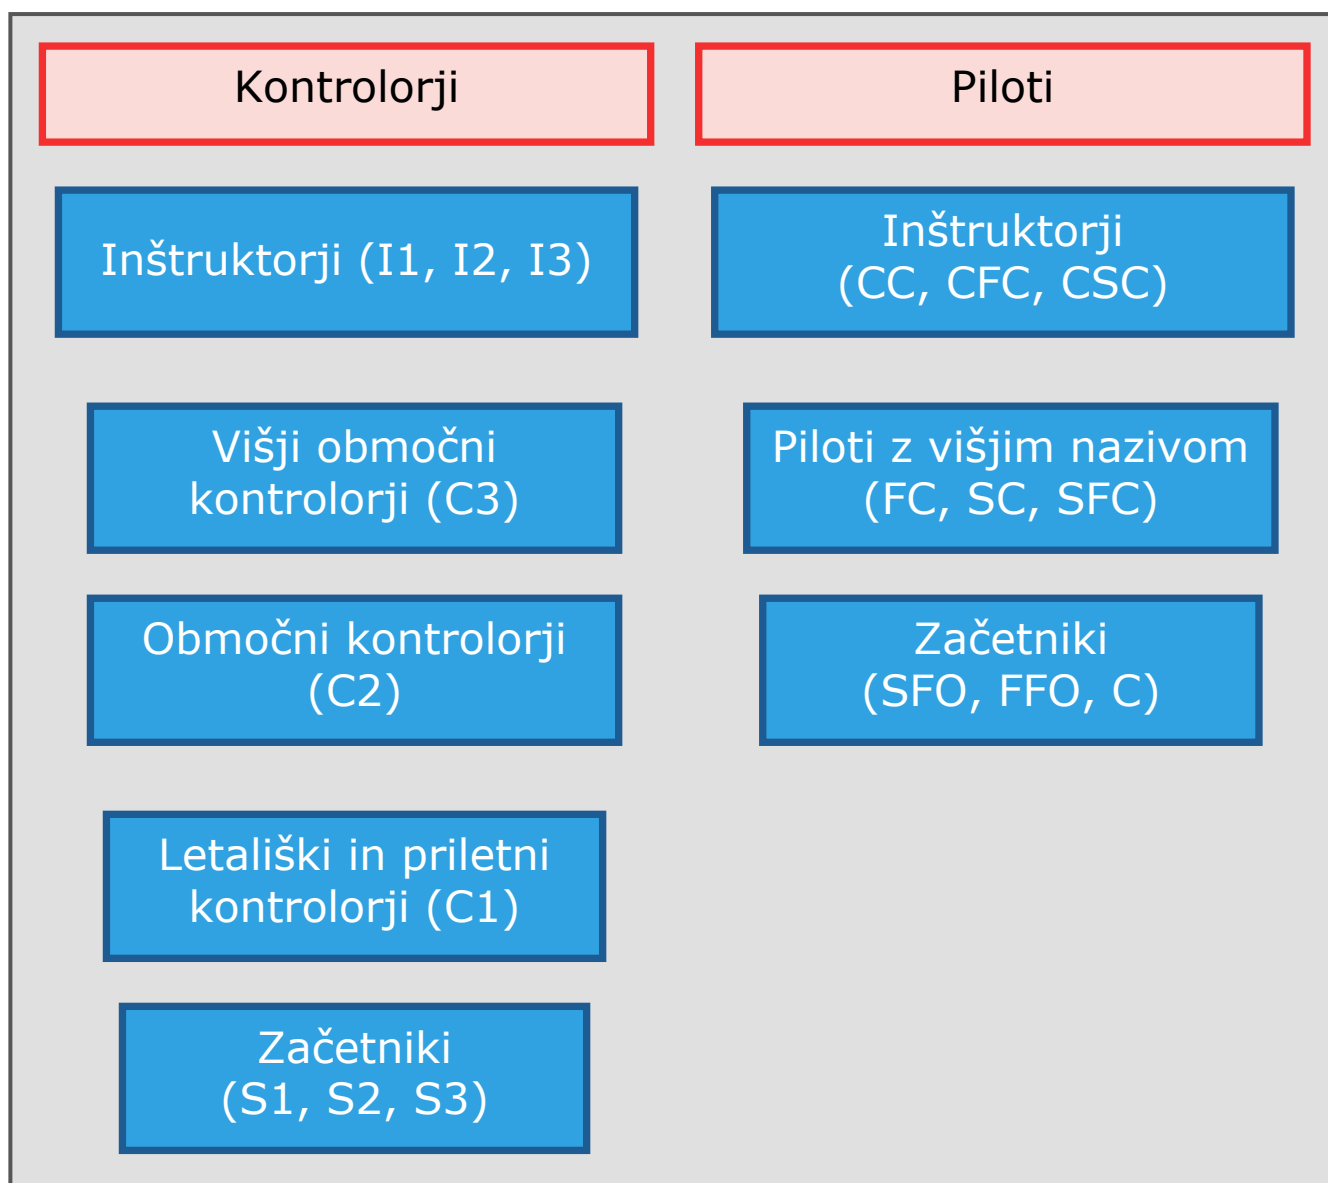 Kontrolorji
Inštruktorji (I1, I2, I3)
Višji območni
kontrolorji (C3)
Območni kontrolorji
(C2)
Letališki in priletni
kontrolorji (C1)
Začetniki
(S1, S2, S3)
Piloti
Inštruktorji
(CC, CFC, CSC)
Piloti z višjim nazivom
(FC, SC, SFC)
Začetniki
(SFO, FFO, C)